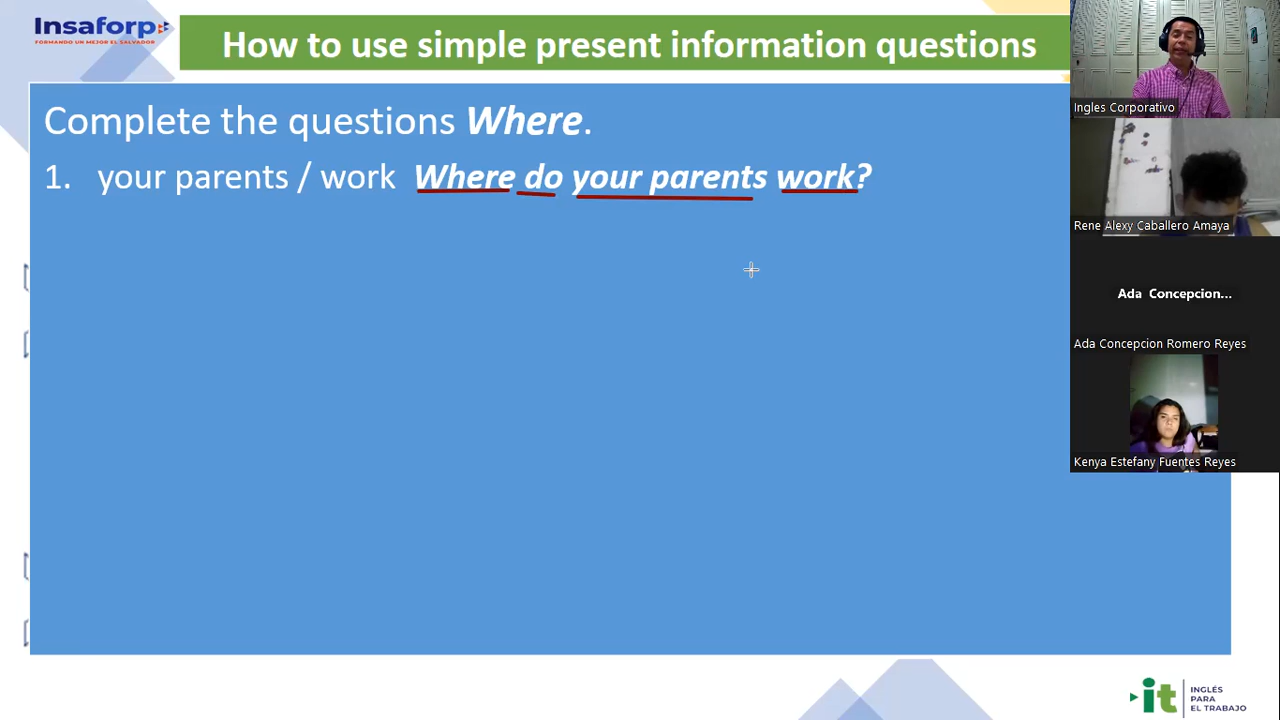 Insaforp
FORMANDO UN MEJOR EL SALVADOR
How to use simple present information questions
Complete the questions Where.
1. your parents / work Where do your parents work?
Ingles Corporativo
Rene Alexy Caballero Amaya
Ada Concepcion...
Ada Concepcion Romero Reyes
Kenya Estefany Fuentes Reyes
it
INGLÉS
PARA
EL TRABAJO